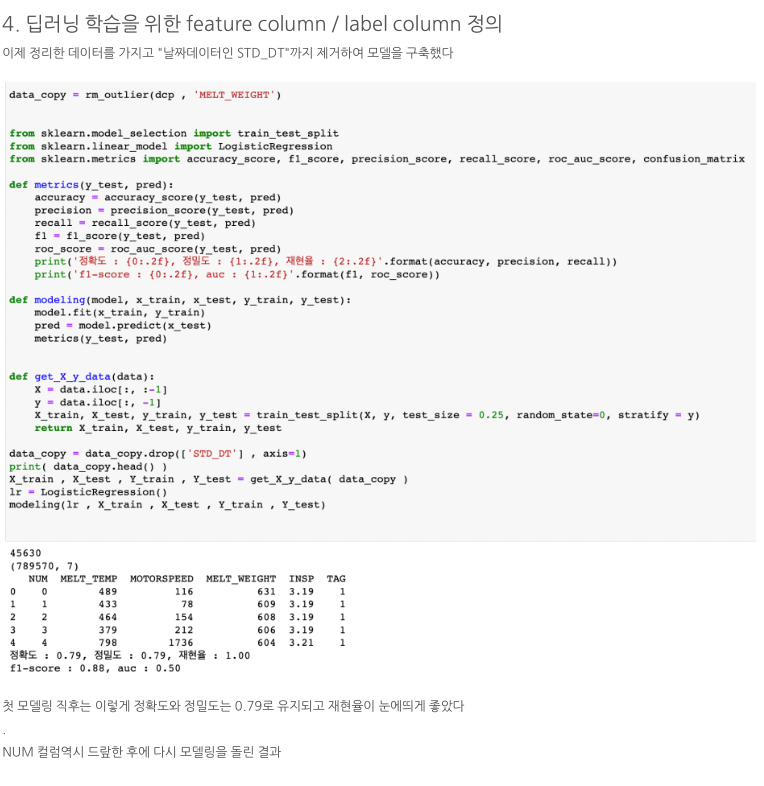 4. 딥러닝 학습을 위한 feature column / label column 정의
이제 정리한 데이터를 가지고 "날짜데이터인 STD_DT"까지 제거하여 모델을 구축했다
data_copy = rm_outlier(dcp , 'MELT_WEIGHT')
from sklearn.model_selection import train_test_split
from sklearn.linear_model import LogisticRegression
from sklearn.metrics import accuracy_score, f1_score, precision_score, recall_score, roc_auc_score, confusion_matrix
def metrics(y_test, pred):
    accuracy = accuracy_score(y_test, pred)
    precision = precision_score(y_test, pred)
    recall = recall_score(y_test, pred)
    f1 = f1_score(y_test, pred)
    roc_score = roc_auc_score(y_test, pred)
    print('정확도 : {0:.2f}, 정밀도 : {1:.2f}, 재현율 : {2:.2f}'.format(accuracy, precision, recall))
    print('f1-score : {0:.2f}, auc : {1:.2f}'.format(f1, roc_score))
def modeling(model, x_train, x_test, y_train, y_test):
    model.fit(x_train, y_train)
    pred = model.predict(x_test)
    metrics(y_test, pred)
def get_X_y_data(data):
    X = data.iloc[:, :-1]
    y = data.iloc[:, -1]
    X_train, X_test, y_train, y_test = train_test_split(X, y, test_size = 0.25, random_state=0, stratify = y)
    return X_train, X_test, y_train, y_test
data_copy = data_copy.drop(['STD_DT'] , axis=1)
print( data_copy.head() )
X_train , X_test , Y_train , Y_test = get_X_y_data( data_copy )
lr = LogisticRegression()
modeling(lr , X_train , X_test , Y_train , Y_test)
45630
(789570, 7)
   NUM  MELT_TEMP  MOTORSPEED  MELT_WEIGHT  INSP  TAG
0    0        489         116          631  3.19    1
1    1        433          78          609  3.19    1
2    2        464         154          608  3.19    1
3    3        379         212          606  3.19    1
4    4        798        1736          604  3.21    1
정확도 : 0.79, 정밀도 : 0.79, 재현율 : 1.00
f1-score : 0.88, auc : 0.50
첫 모델링 직후는 이렇게 정확도와 정밀도는 0.79로 유지되고 재현율이 눈에띄게 좋았다
.
NUM 컬럼역시 드랖한 후에 다시 모델링을 돌린 결과